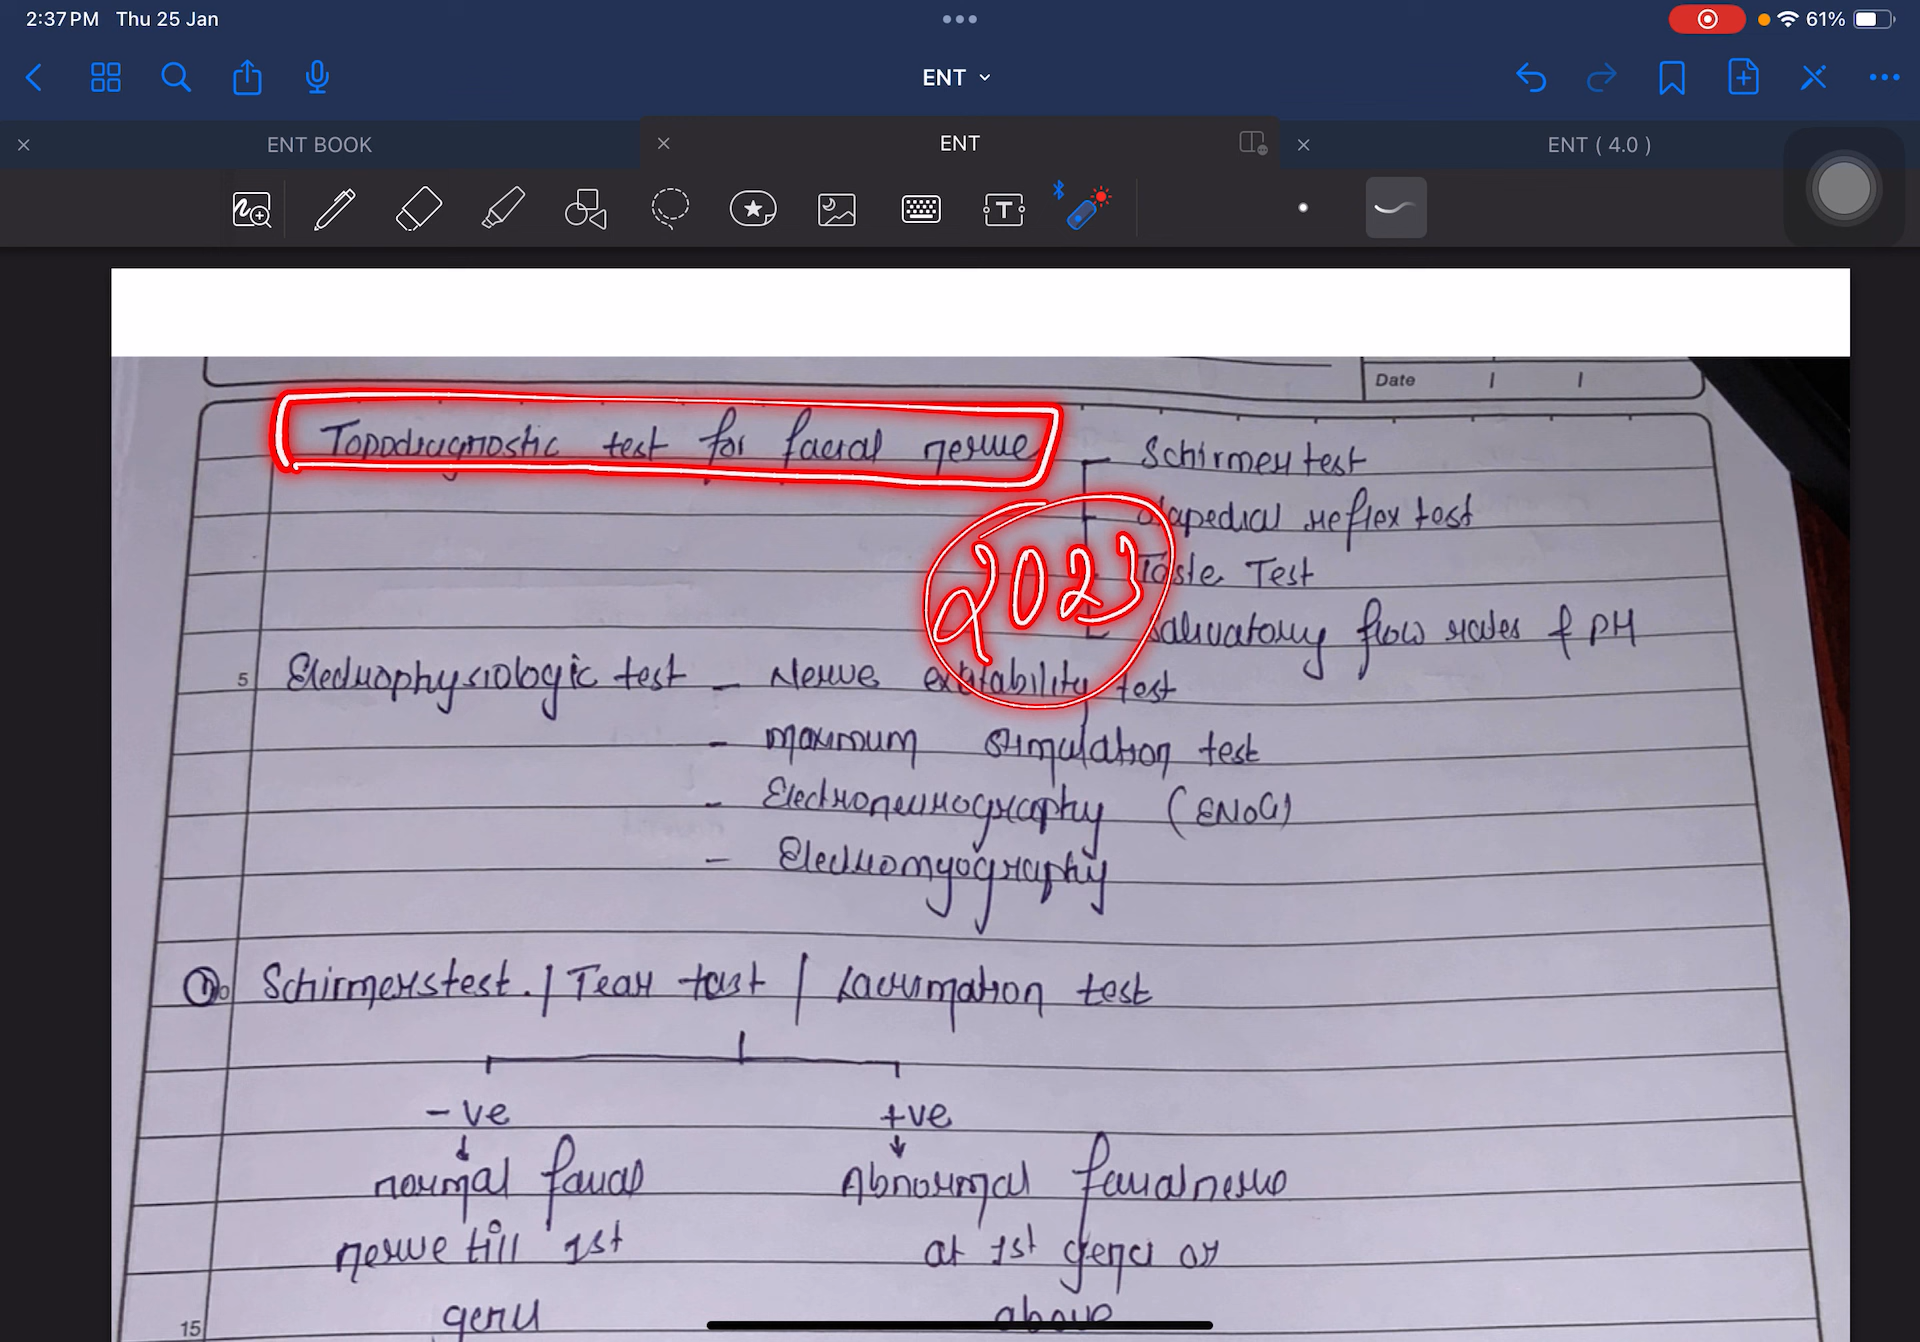 2:37 PM Thu 25 Jan
61%
ENT
ENT BOOK
ENT
ENT ( 4.0 )
T
Date
Topodiagnostic test for facial nerve
Schirmer test
Stapedial reflex test
2023
Taste Test
Salivatory flow rates & PH
5 Electrophysiologic test - Nerve exitability test
- maximum stimulation test
- Electroneurography (ENOG)
- Electromyography
Schirmers test. / Tear test / Lacrimation test
-ve +ve
normal facial Abnormal facial nerve
nerve till 1st at 1st genu or
15 genu above